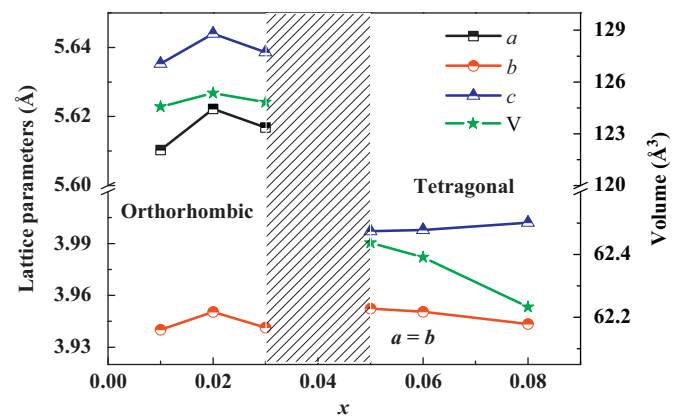 5.64
5.62
5.60
3.99
3.96
3.93
Lattice parameters (Å)
129
126
123
120
62.4
62.2
Volume (Å³)
a
b
c
V
Orthorhombic
Tetragonal
a = b
0.00 0.02 0.04 0.06 0.08
x